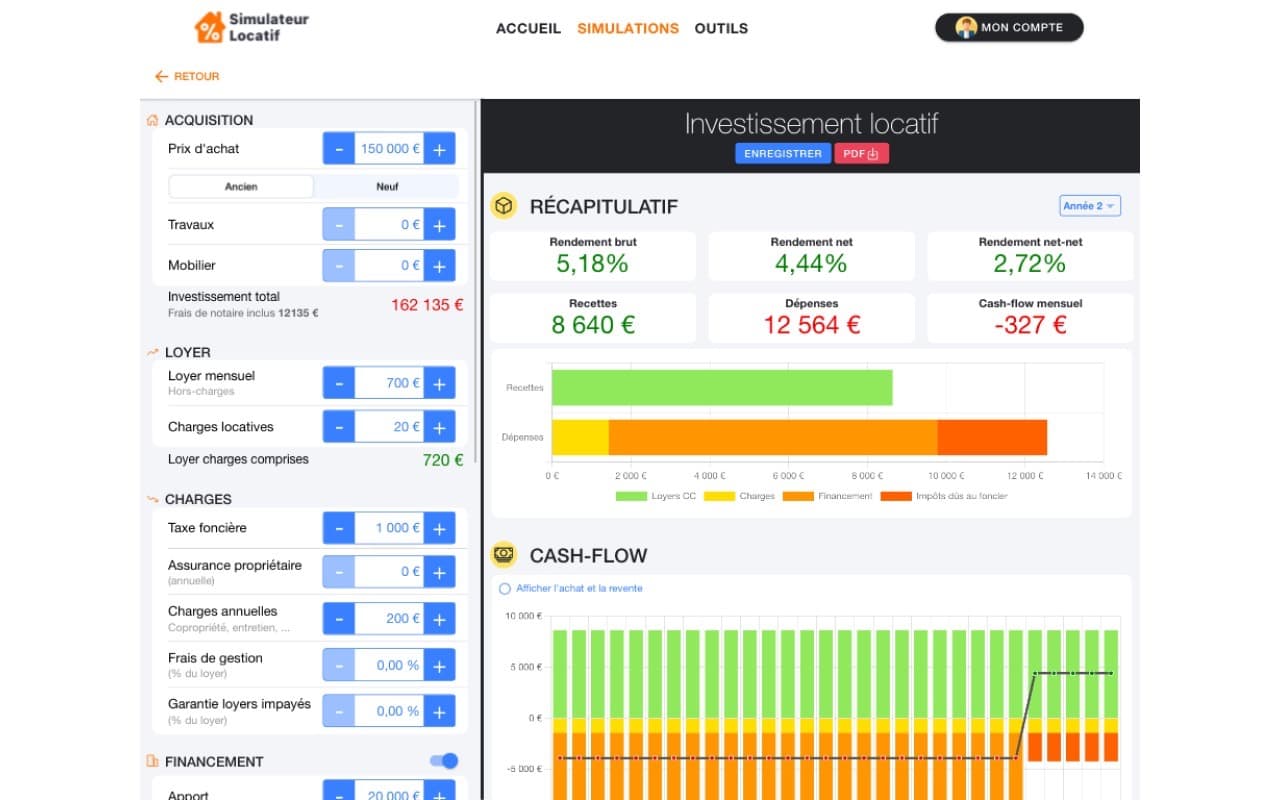 Simulateur
Locatif
ACCUEIL SIMULATIONS OUTILS
MON COMPTE
RETOUR
ACQUISITION
Prix d'achat - 150 000 € +
Ancien Neuf
Travaux - 0 € +
Mobilier - 0 € +
Investissement total
Frais de notaire inclus 12135 €
162 135 €
LOYER
Loyer mensuel
Hors-charges
- 700 € +
Charges locatives - 20 € +
Loyer charges comprises 720 €
CHARGES
Taxe foncière - 1 000 € +
Assurance propriétaire
(annuelle)
- 0 € +
Charges annuelles
Copropriété, entretien, ...
- 200 € +
Frais de gestion
(% du loyer)
- 0,00 % +
Garantie loyers impayés
(% du loyer)
- 0,00 % +
FINANCEMENT
Apport - 20 000 € +
Investissement locatif
ENREGISTRER PDF
RÉCAPITULATIF
Année 2
Rendement brut
5,18%
Rendement net
4,44%
Rendement net-net
2,72%
Recettes
8 640 €
Dépenses
12 564 €
Cash-flow mensuel
-327 €
Recettes
Dépenses
0 € 2 000 € 4 000 € 6 000 € 8 000 € 10 000 € 12 000 € 14 000 €
Loyers CC Charges Financement Impôts dûs au foncier
CASH-FLOW
Afficher l'achat et la revente
10 000 €
5 000 €
0 €
-5 000 €